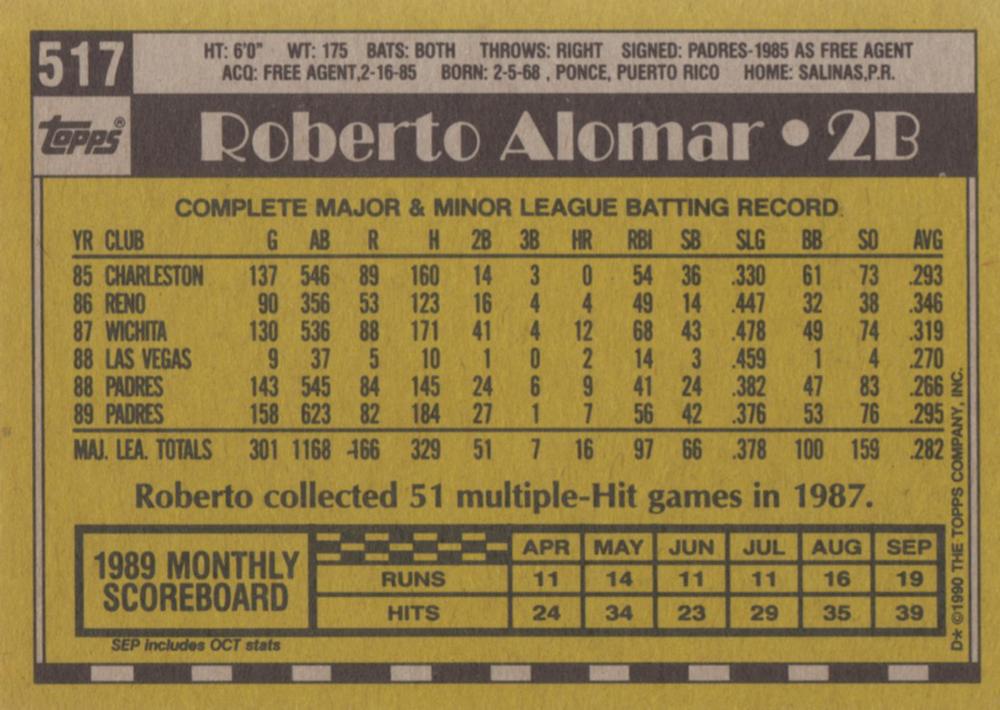 517
HT: 6'0" WT: 175 BATS: BOTH THROWS: RIGHT SIGNED: PADRES-1985 AS FREE AGENT
ACQ: FREE AGENT,2-16-85 BORN: 2-5-68 , PONCE, PUERTO RICO HOME: SALINAS,P.R.
Topps®
Roberto Alomar • 2B
COMPLETE MAJOR & MINOR LEAGUE BATTING RECORD
YR CLUB G AB R H 2B 3B HR RBI SB SLG BB SO AVG
85 CHARLESTON 137 546 89 160 14 3 0 54 36 .330 61 73 .293
86 RENO 90 356 53 123 16 4 4 49 14 .447 32 38 .346
87 WICHITA 130 536 88 171 41 4 12 68 43 .478 49 74 .319
88 LAS VEGAS 9 37 5 10 1 0 2 14 3 .459 1 4 .270
88 PADRES 143 545 84 145 24 6 9 41 24 .382 47 83 .266
89 PADRES 158 623 82 184 27 1 7 56 42 .376 53 76 .295
MAJ. LEA. TOTALS 301 1168 166 329 51 7 16 97 66 .378 100 159 .282
Roberto collected 51 multiple-Hit games in 1987.
1989 MONTHLY
SCOREBOARD
APR MAY JUN JUL AUG SEP
RUNS 11 14 11 11 16 19
HITS 24 34 23 29 35 39
SEP includes OCT stats
D* ©1990 THE TOPPS COMPANY, INC.